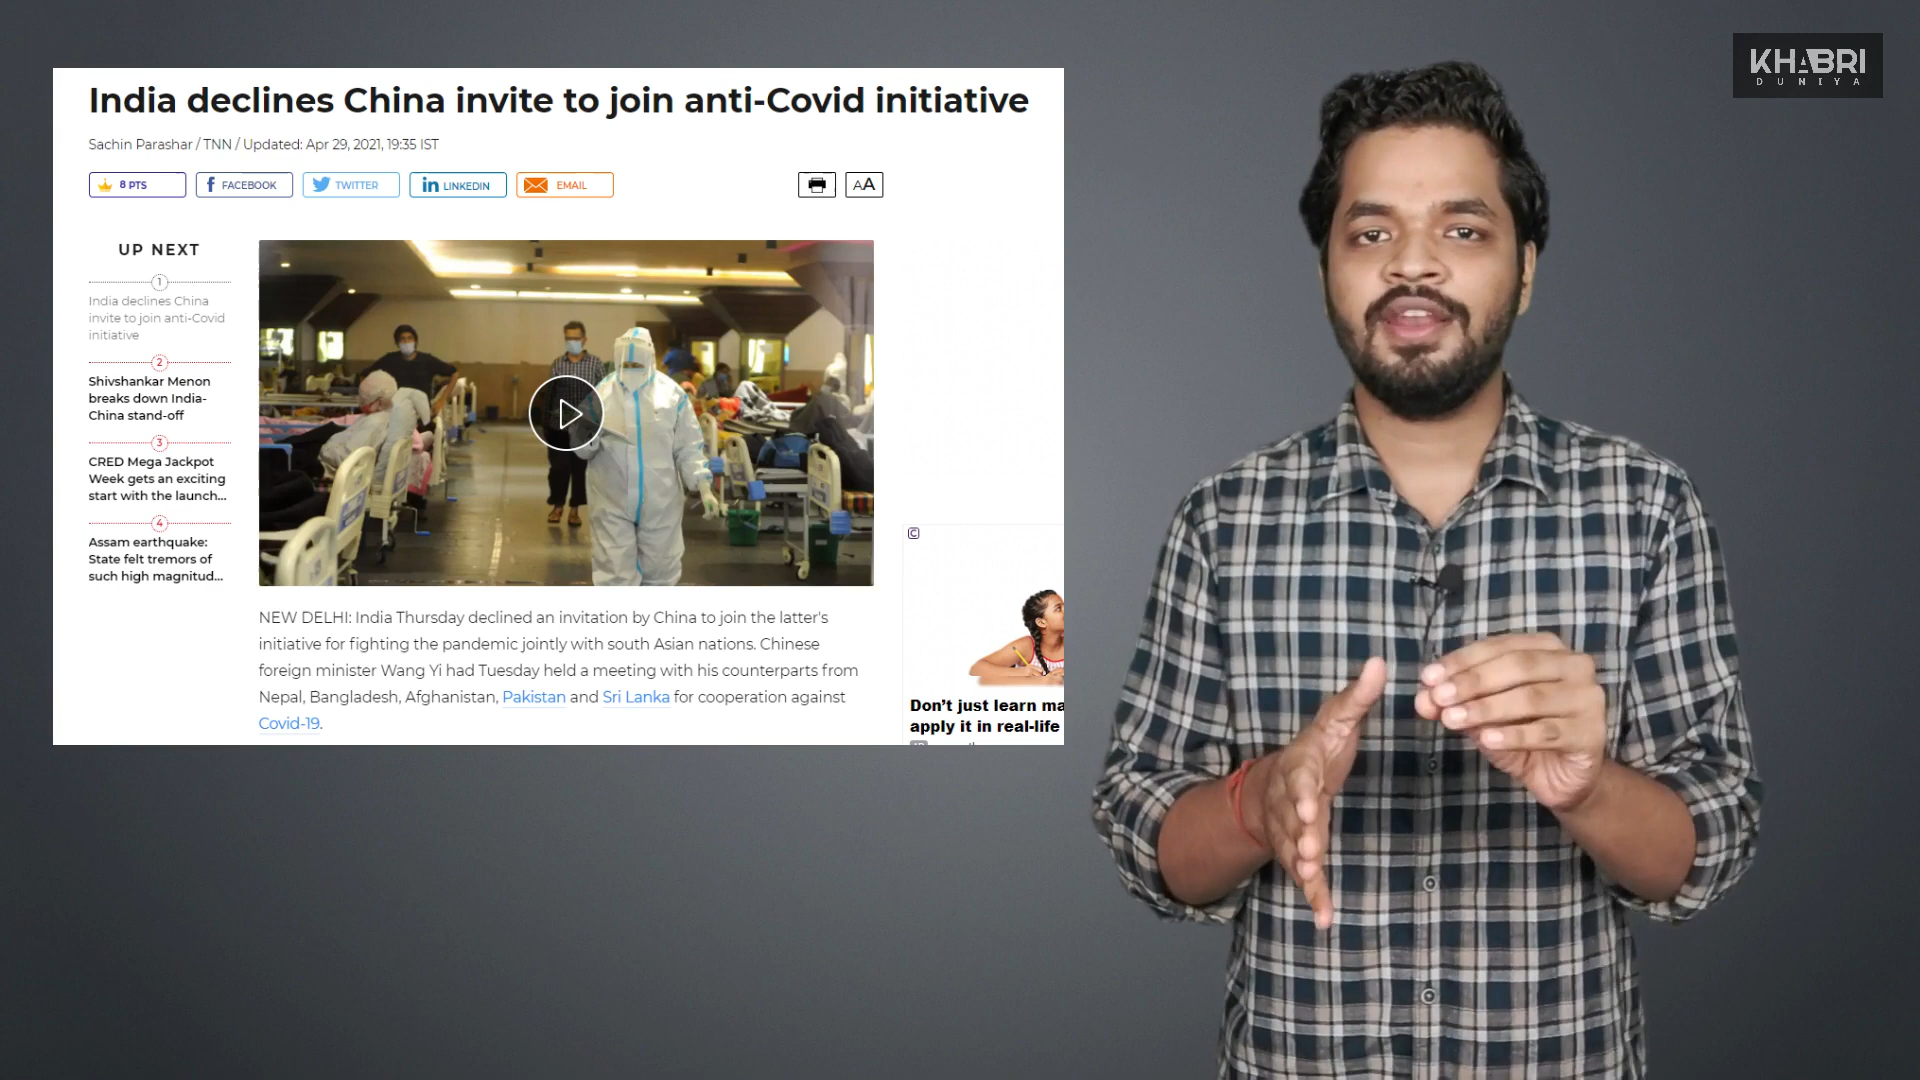 KHABRI
DUNIYA
India declines China invite to join anti-Covid initiative
Sachin Parashar / TNN / Updated: Apr 29, 2021, 19:35 IST
8 PTS
FACEBOOK
TWITTER
LINKEDIN
EMAIL
AA
UP NEXT
1
India declines China
invite to join anti-Covid
initiative
2
Shivshankar Menon
breaks down India-
China stand-off
3
CRED Mega Jackpot
Week gets an exciting
start with the launch...
4
Assam earthquake:
State felt tremors of
such high magnitud...
NEW DELHI: India Thursday declined an invitation by China to join the latter's
initiative for fighting the pandemic jointly with south Asian nations. Chinese
foreign minister Wang Yi had Tuesday held a meeting with his counterparts from
Nepal, Bangladesh, Afghanistan, Pakistan and Sri Lanka for cooperation against
Covid-19.
C
Don't just learn ma
apply it in real-life